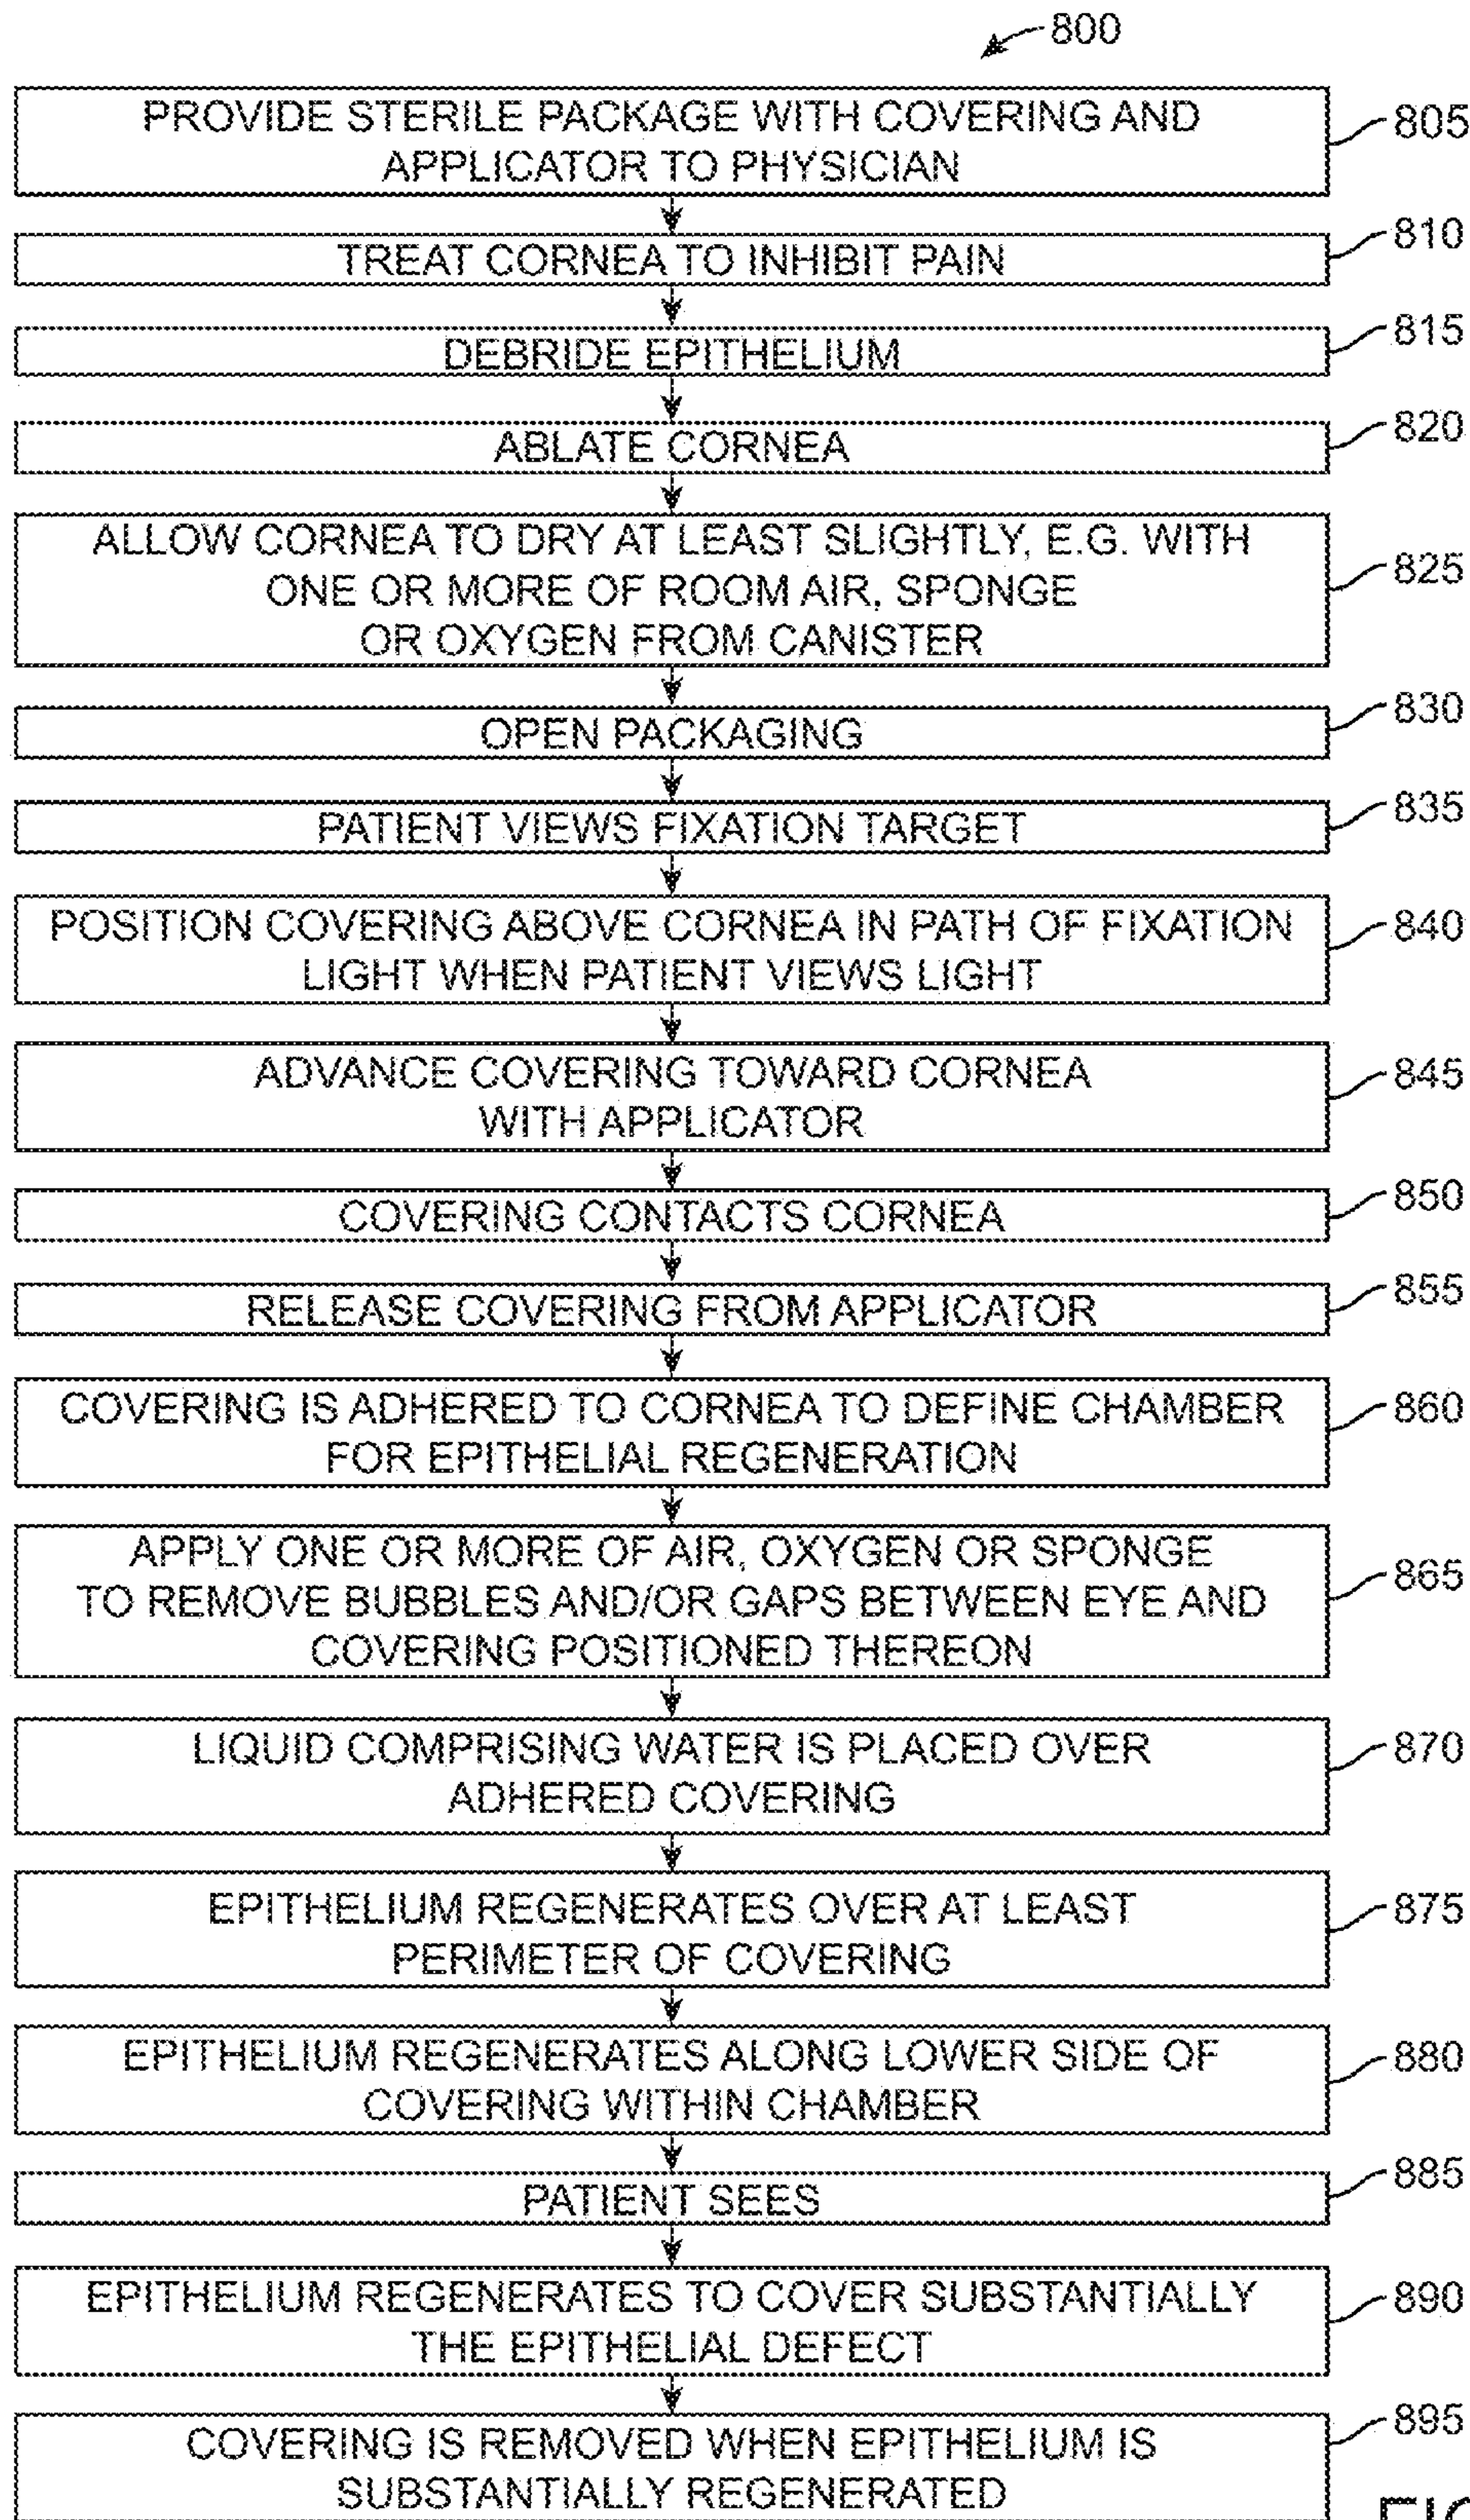 800
PROVIDE STERILE PACKAGE WITH COVERING AND
APPLICATOR TO PHYSICIAN
805
TREAT CORNEA TO INHIBIT PAIN
810
DEBRIDE EPITHELIUM
815
ABLATE CORNEA
820
ALLOW CORNEA TO DRY AT LEAST SLIGHTLY, E.G. WITH
ONE OR MORE OF ROOM AIR, SPONGE
OR OXYGEN FROM CANISTER
825
OPEN PACKAGING
830
PATIENT VIEWS FIXATION TARGET
835
POSITION COVERING ABOVE CORNEA IN PATH OF FIXATION
LIGHT WHEN PATIENT VIEWS LIGHT
840
ADVANCE COVERING TOWARD CORNEA
WITH APPLICATOR
845
COVERING CONTACTS CORNEA
850
RELEASE COVERING FROM APPLICATOR
855
COVERING IS ADHERED TO CORNEA TO DEFINE CHAMBER
FOR EPITHELIAL REGENERATION
860
APPLY ONE OR MORE OF AIR, OXYGEN OR SPONGE
TO REMOVE BUBBLES AND/OR GAPS BETWEEN EYE AND
COVERING POSITIONED THEREON
865
LIQUID COMPRISING WATER IS PLACED OVER
ADHERED COVERING
870
EPITHELIUM REGENERATES OVER AT LEAST
PERIMETER OF COVERING
875
EPITHELIUM REGENERATES ALONG LOWER SIDE OF
COVERING WITHIN CHAMBER
880
PATIENT SEES
885
EPITHELIUM REGENERATES TO COVER SUBSTANTIALLY
THE EPITHELIAL DEFECT
890
COVERING IS REMOVED WHEN EPITHELIUM IS
SUBSTANTIALLY REGENERATED
895